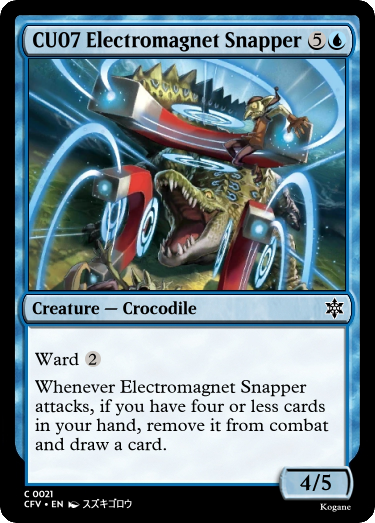 CU07 Electromagnet Snapper 5
Creature — Crocodile
Ward 2
Whenever Electromagnet Snapper
attacks, if you have four or less cards
in your hand, remove it from combat
and draw a card.
4/5
C 0021
CFV • EN スズキゴロウ
Kogane